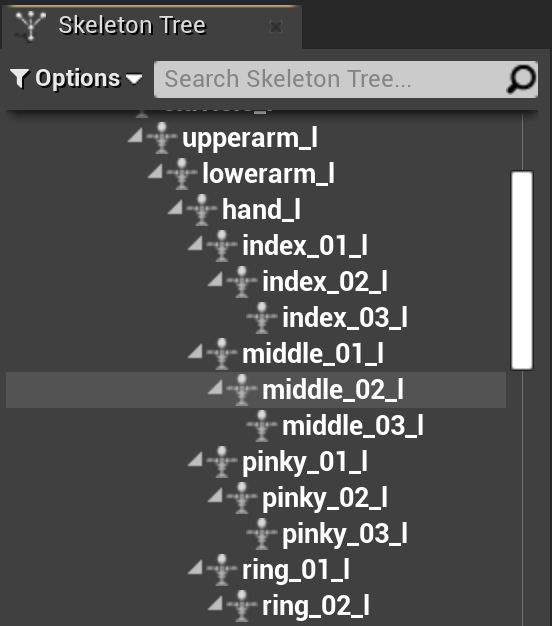 Skeleton Tree
Options
Search Skeleton Tree...
upperarm_l
lowerarm_l
hand_l
index_01_l
index_02_l
index_03_l
middle_01_l
middle_02_l
middle_03_l
pinky_01_l
pinky_02_l
pinky_03_l
ring_01_l
ring_02_l